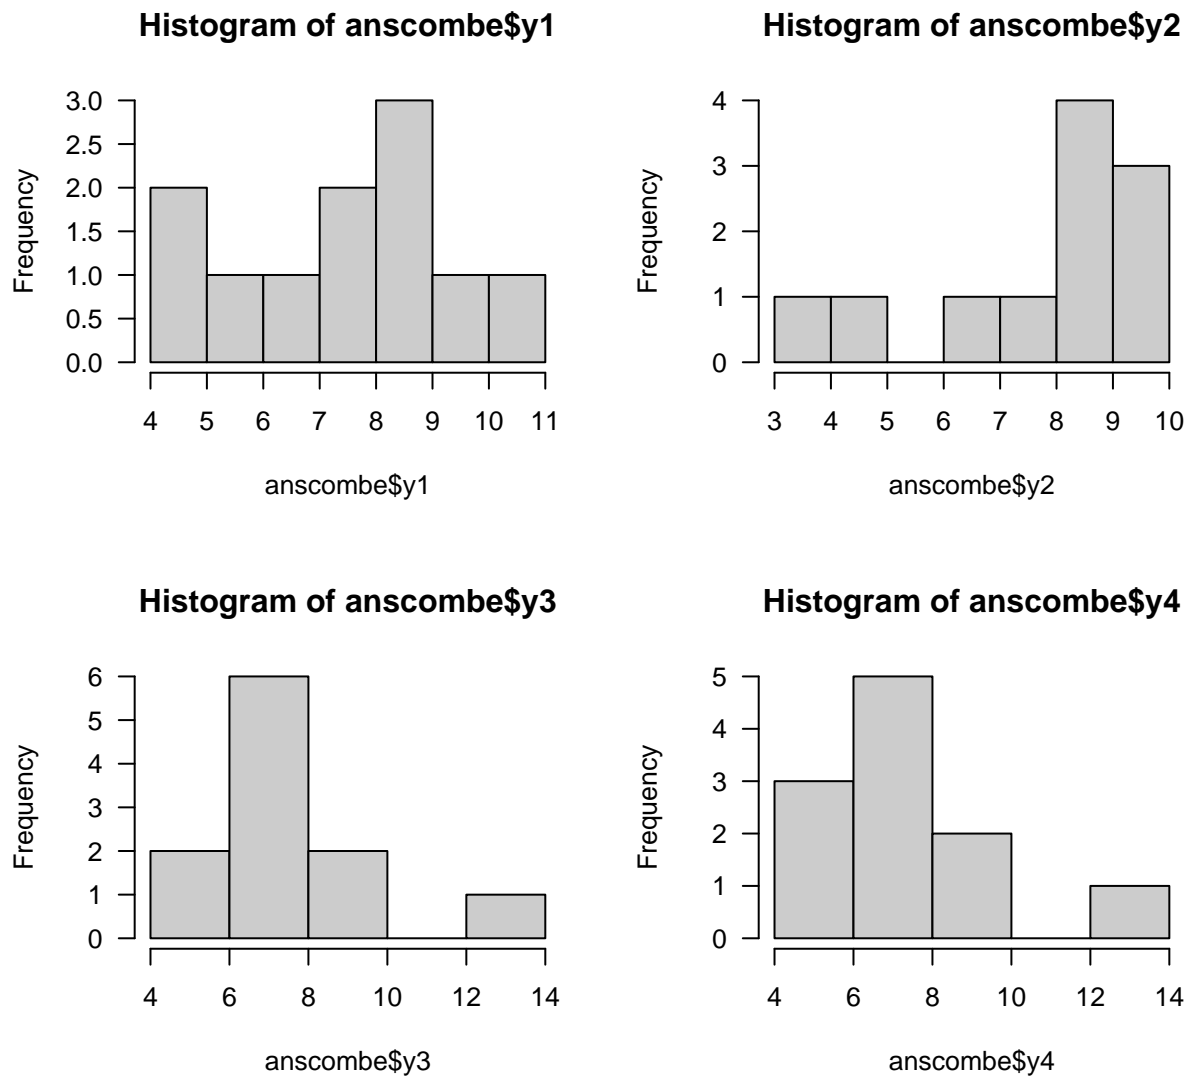 Histogram of anscombe$y1
Frequency
3.0
2.5
2.0
1.5
1.0
0.5
0.0
4 5 6 7 8 9 10 11
anscombe$y1
Histogram of anscombe$y2
Frequency
4
3
2
1
0
3 4 5 6 7 8 9 10
anscombe$y2
Histogram of anscombe$y3
Frequency
6
5
4
3
2
1
0
4 6 8 10 12 14
anscombe$y3
Histogram of anscombe$y4
Frequency
5
4
3
2
1
0
4 6 8 10 12 14
anscombe$y4